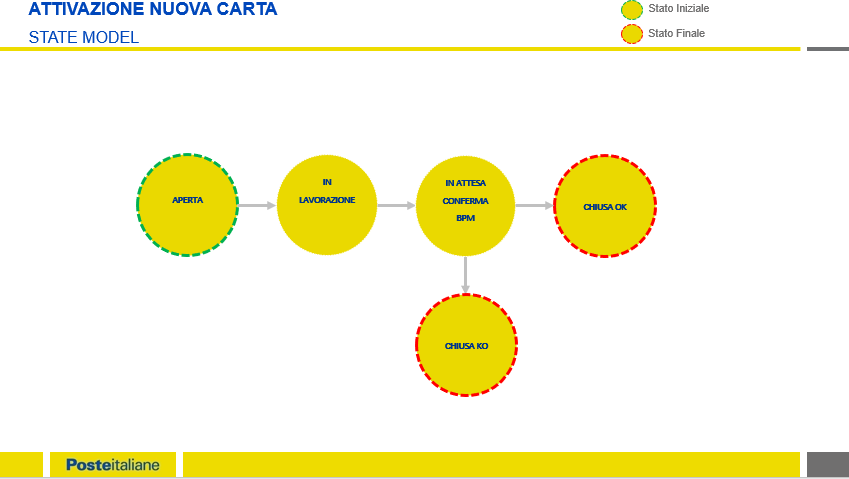 ATTIVAZIONE NUOVA CARTA
STATE MODEL
Stato Iniziale
Stato Finale
APERTA
IN
LAVORAZIONE
IN ATTESA
CONFERMA
BPM
CHIUSA OK
CHIUSA KO
Posteitaliane